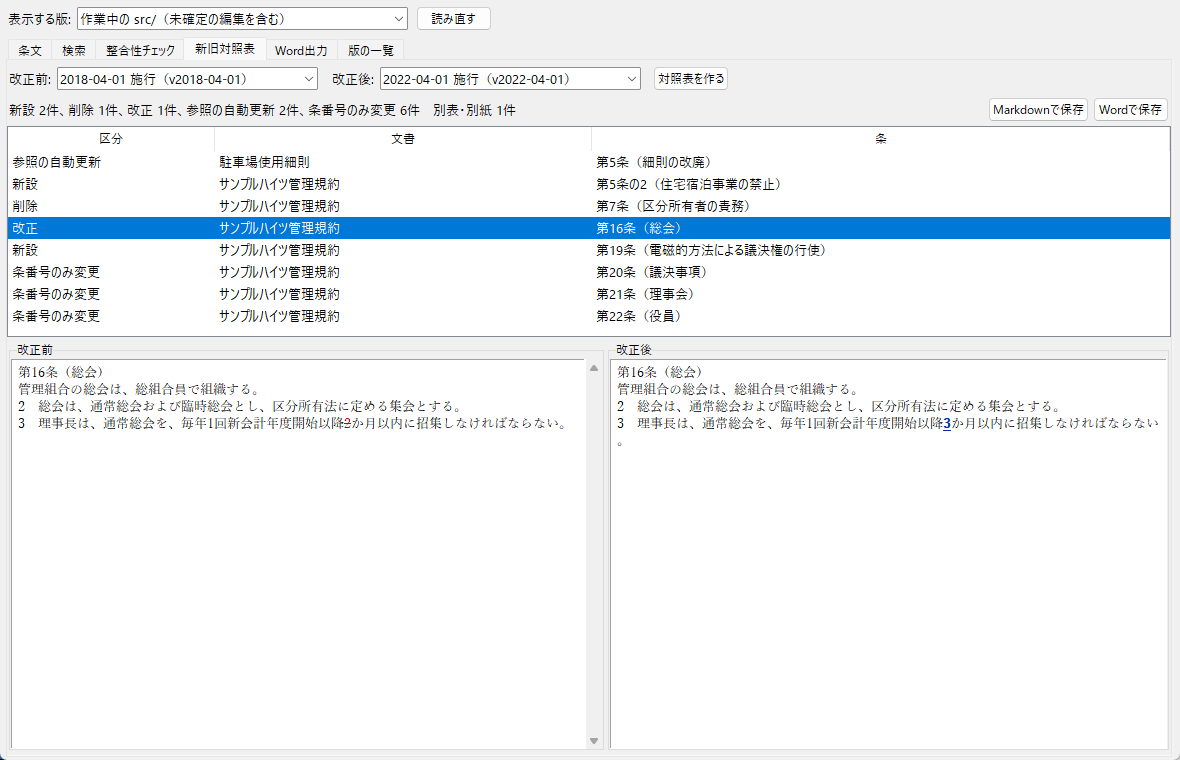 表示する版: 作業中の src/（未確定の編集を含む） 読み直す
条文 検索 整合性チェック 新旧対照表 Word出力 版の一覧
改正前: 2018-04-01 施行（v2018-04-01） 改正後: 2022-04-01 施行（v2022-04-01） 対照表を作る
新設 2件、削除 1件、改正 1件、参照の自動更新 2件、条番号のみ変更 6件　別表・別紙 1件 Markdownで保存 Wordで保存
区分 文書 条
参照の自動更新 駐車場使用細則 第5条（細則の改廃）
新設 サンプルハイツ管理規約 第5条の2（住宅宿泊事業の禁止）
削除 サンプルハイツ管理規約 第7条（区分所有者の責務）
改正 サンプルハイツ管理規約 第16条（総会）
新設 サンプルハイツ管理規約 第19条（電磁的方法による議決権の行使）
条番号のみ変更 サンプルハイツ管理規約 第20条（議決事項）
条番号のみ変更 サンプルハイツ管理規約 第21条（理事会）
条番号のみ変更 サンプルハイツ管理規約 第22条（役員）
改正前
第16条（総会）
管理組合の総会は、総組合員で組織する。
2　総会は、通常総会および臨時総会とし、区分所有法に定める集会とする。
3　理事長は、通常総会を、毎年1回新会計年度開始以降2か月以内に招集しなければならない。
改正後
第16条（総会）
管理組合の総会は、総組合員で組織する。
2　総会は、通常総会および臨時総会とし、区分所有法に定める集会とする。
3　理事長は、通常総会を、毎年1回新会計年度開始以降3か月以内に招集しなければならない
。